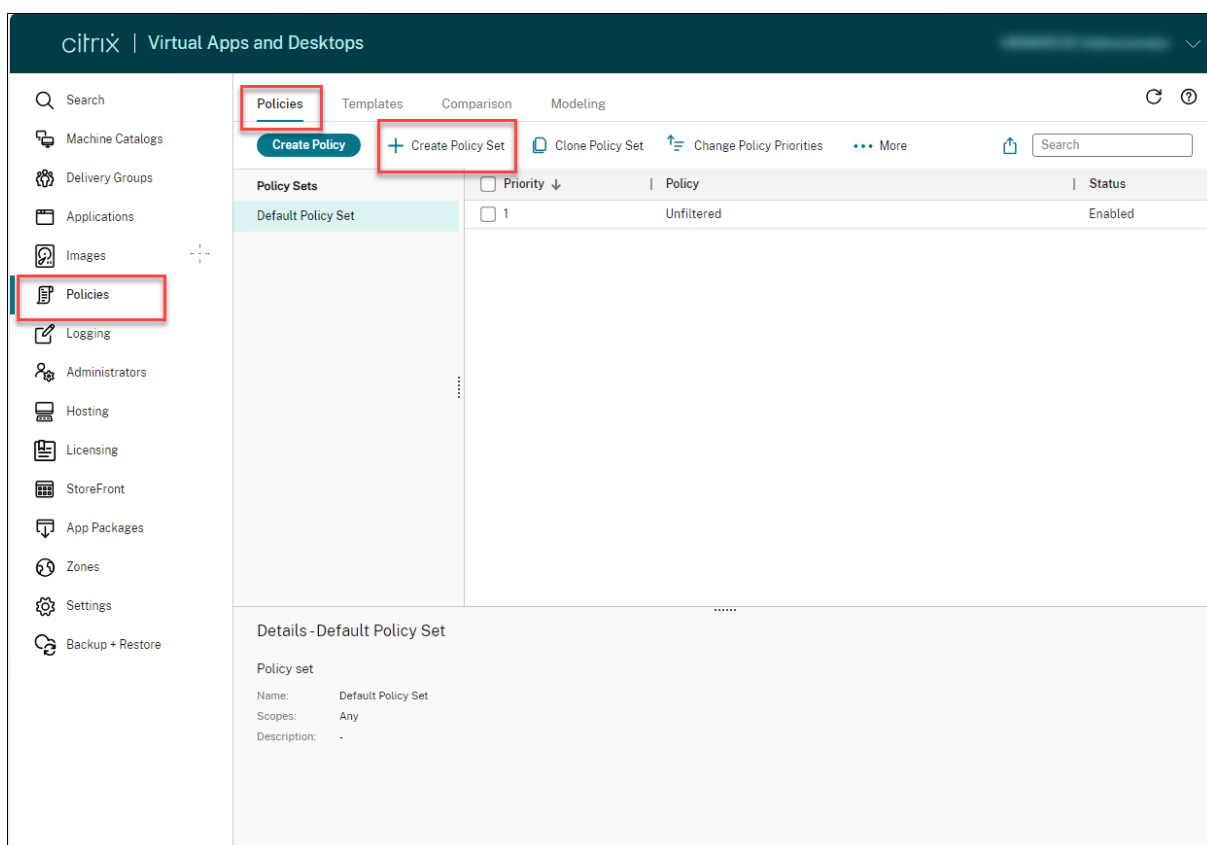 citrix | Virtual Apps and Desktops
Search
Machine Catalogs
Delivery Groups
Applications
Images
Policies
Logging
Administrators
Hosting
Licensing
StoreFront
App Packages
Zones
Settings
Backup + Restore
Policies Templates Comparison Modeling
Create Policy + Create Policy Set Clone Policy Set Change Policy Priorities ••• More Search
Policy Sets
Default Policy Set
Priority ↓ | Policy | Status
1 Unfiltered Enabled
Details - Default Policy Set
Policy set
Name: Default Policy Set
Scopes: Any
Description: -